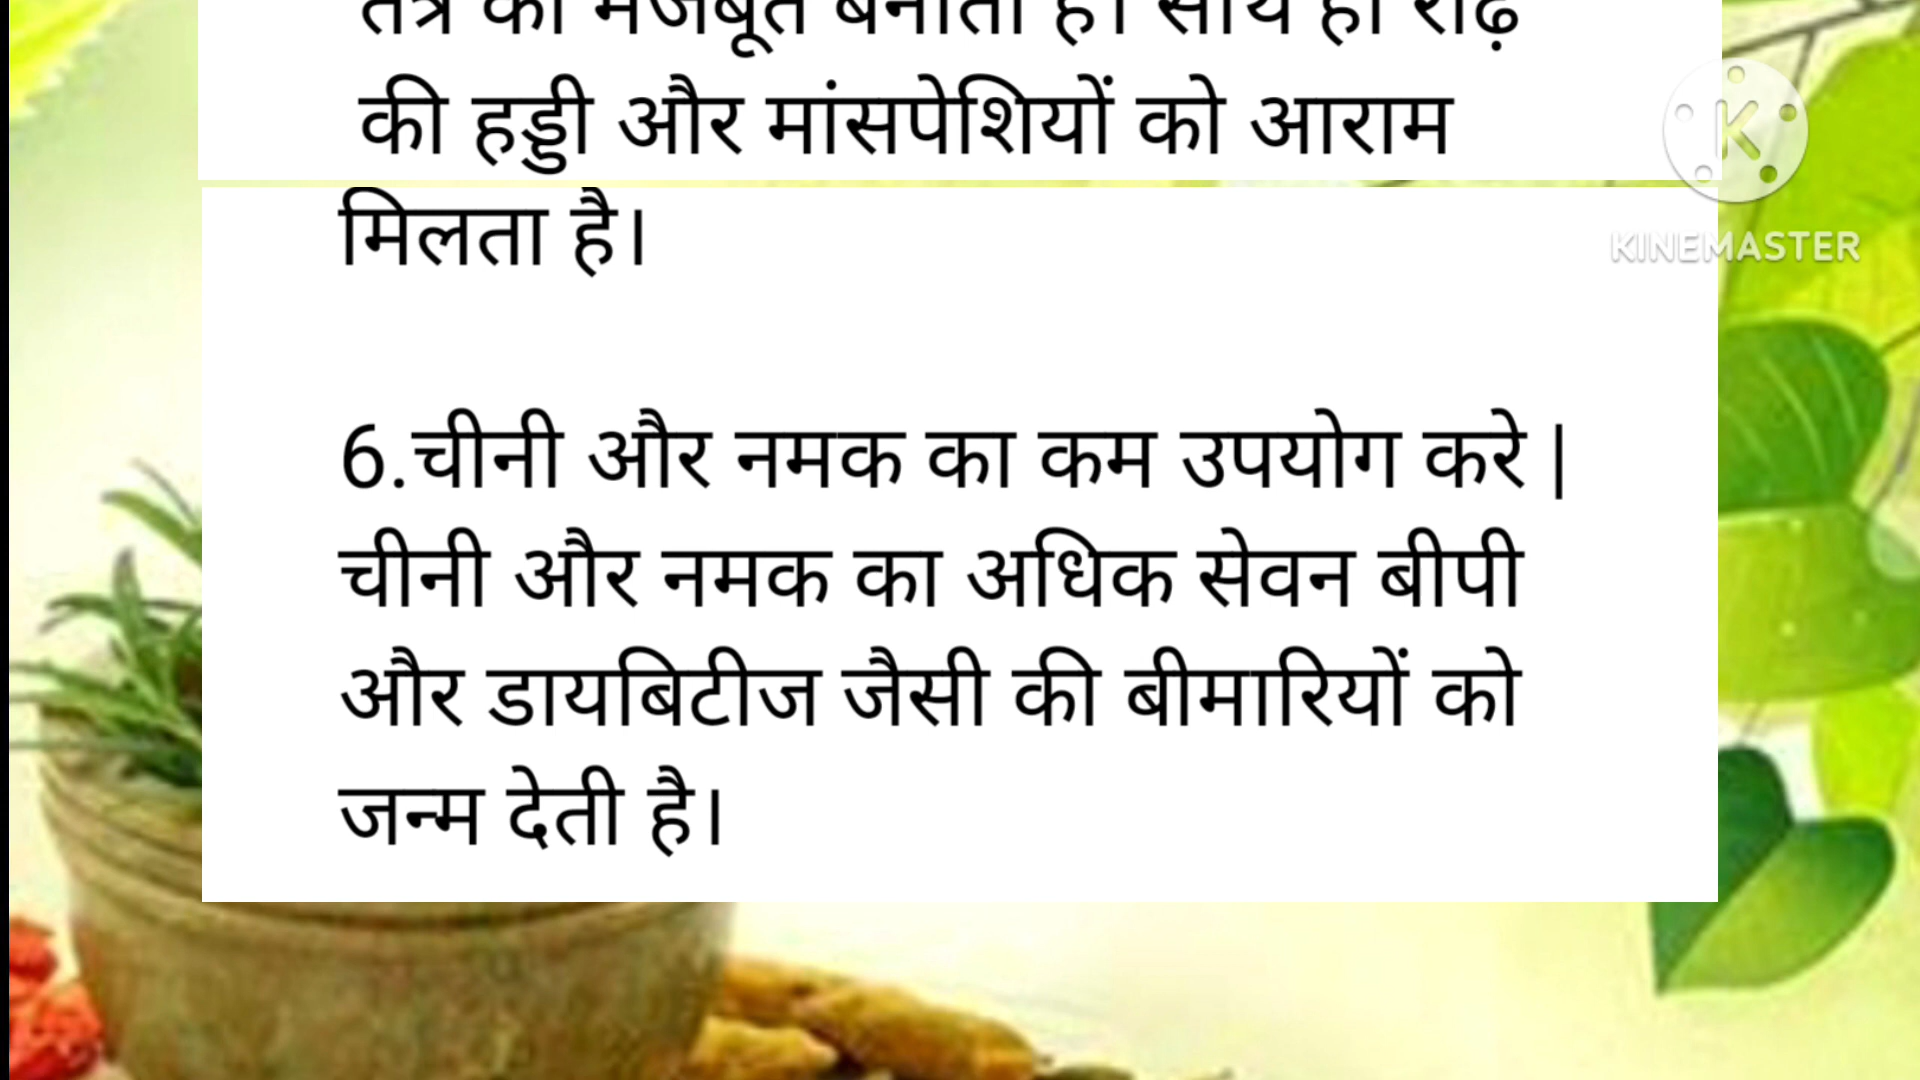 तंत्र को मजबूत बनाता है। साथ ही रीढ़
की हड्डी और मांसपेशियों को आराम
मिलता है।
6.चीनी और नमक का कम उपयोग करे |
चीनी और नमक का अधिक सेवन बीपी
और डायबिटीज जैसी की बीमारियों को
जन्म देती है।
KINEMASTER